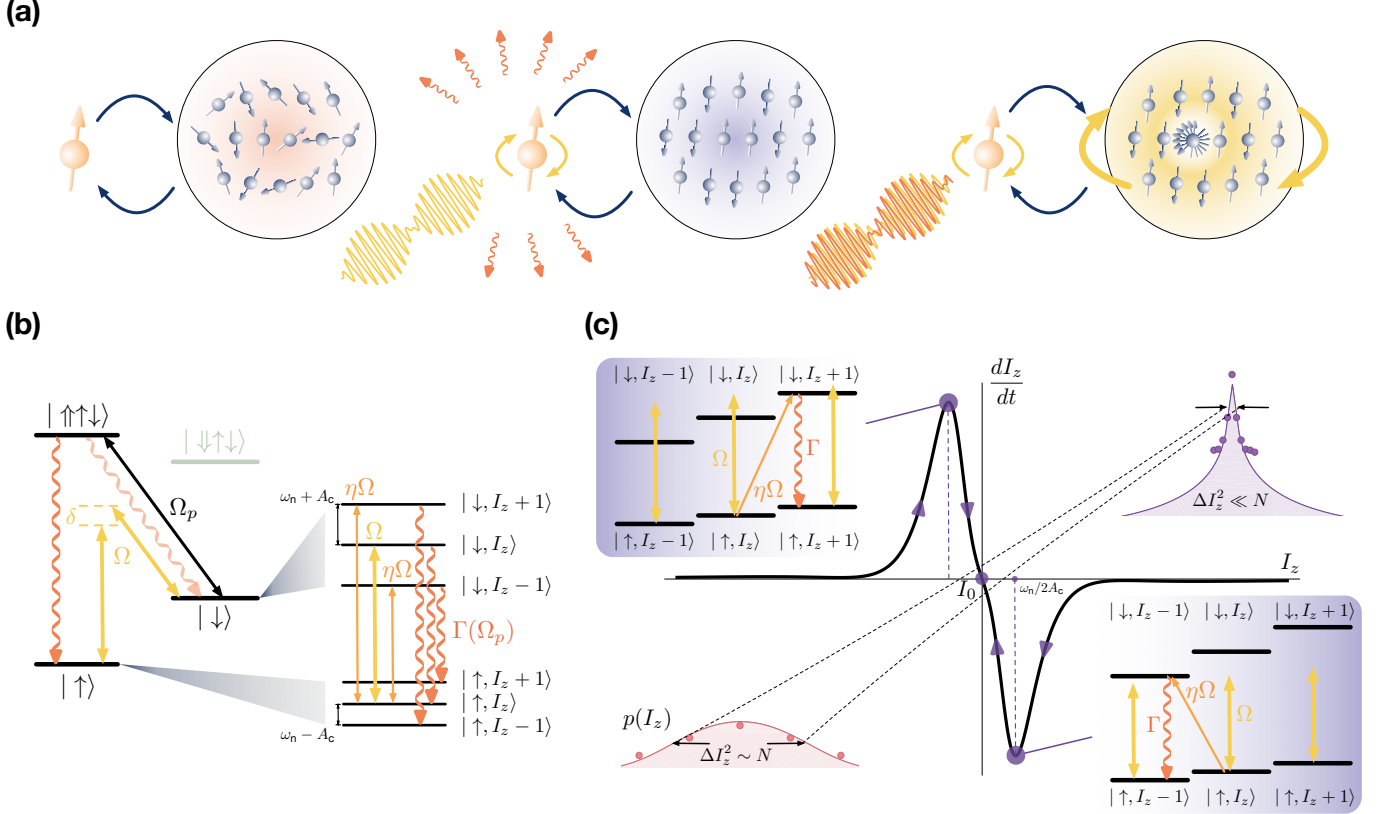 (a)
(b)
|⇑↑↓⟩
|⇓↑↓⟩
Ω_p
δ
Ω
|↓⟩
|↑⟩
ω_n + A_c
ηΩ
|↓, I_z + 1⟩
Ω
|↓, I_z⟩
ηΩ
|↓, I_z − 1⟩
Γ(Ω_p)
|↑, I_z + 1⟩
|↑, I_z⟩
|↑, I_z − 1⟩
ω_n − A_c
(c)
|↓, I_z − 1⟩ |↓, I_z⟩ |↓, I_z + 1⟩
Ω
ηΩ
Γ
|↑, I_z − 1⟩ |↑, I_z⟩ |↑, I_z + 1⟩
dI_z
dt
ΔI_z^2 ≪ N
I_z
I_0
ω_n/2A_c
p(I_z)
ΔI_z^2 ∼ N
|↓, I_z − 1⟩ |↓, I_z⟩ |↓, I_z + 1⟩
Γ
ηΩ
Ω
|↑, I_z − 1⟩ |↑, I_z⟩ |↑, I_z + 1⟩